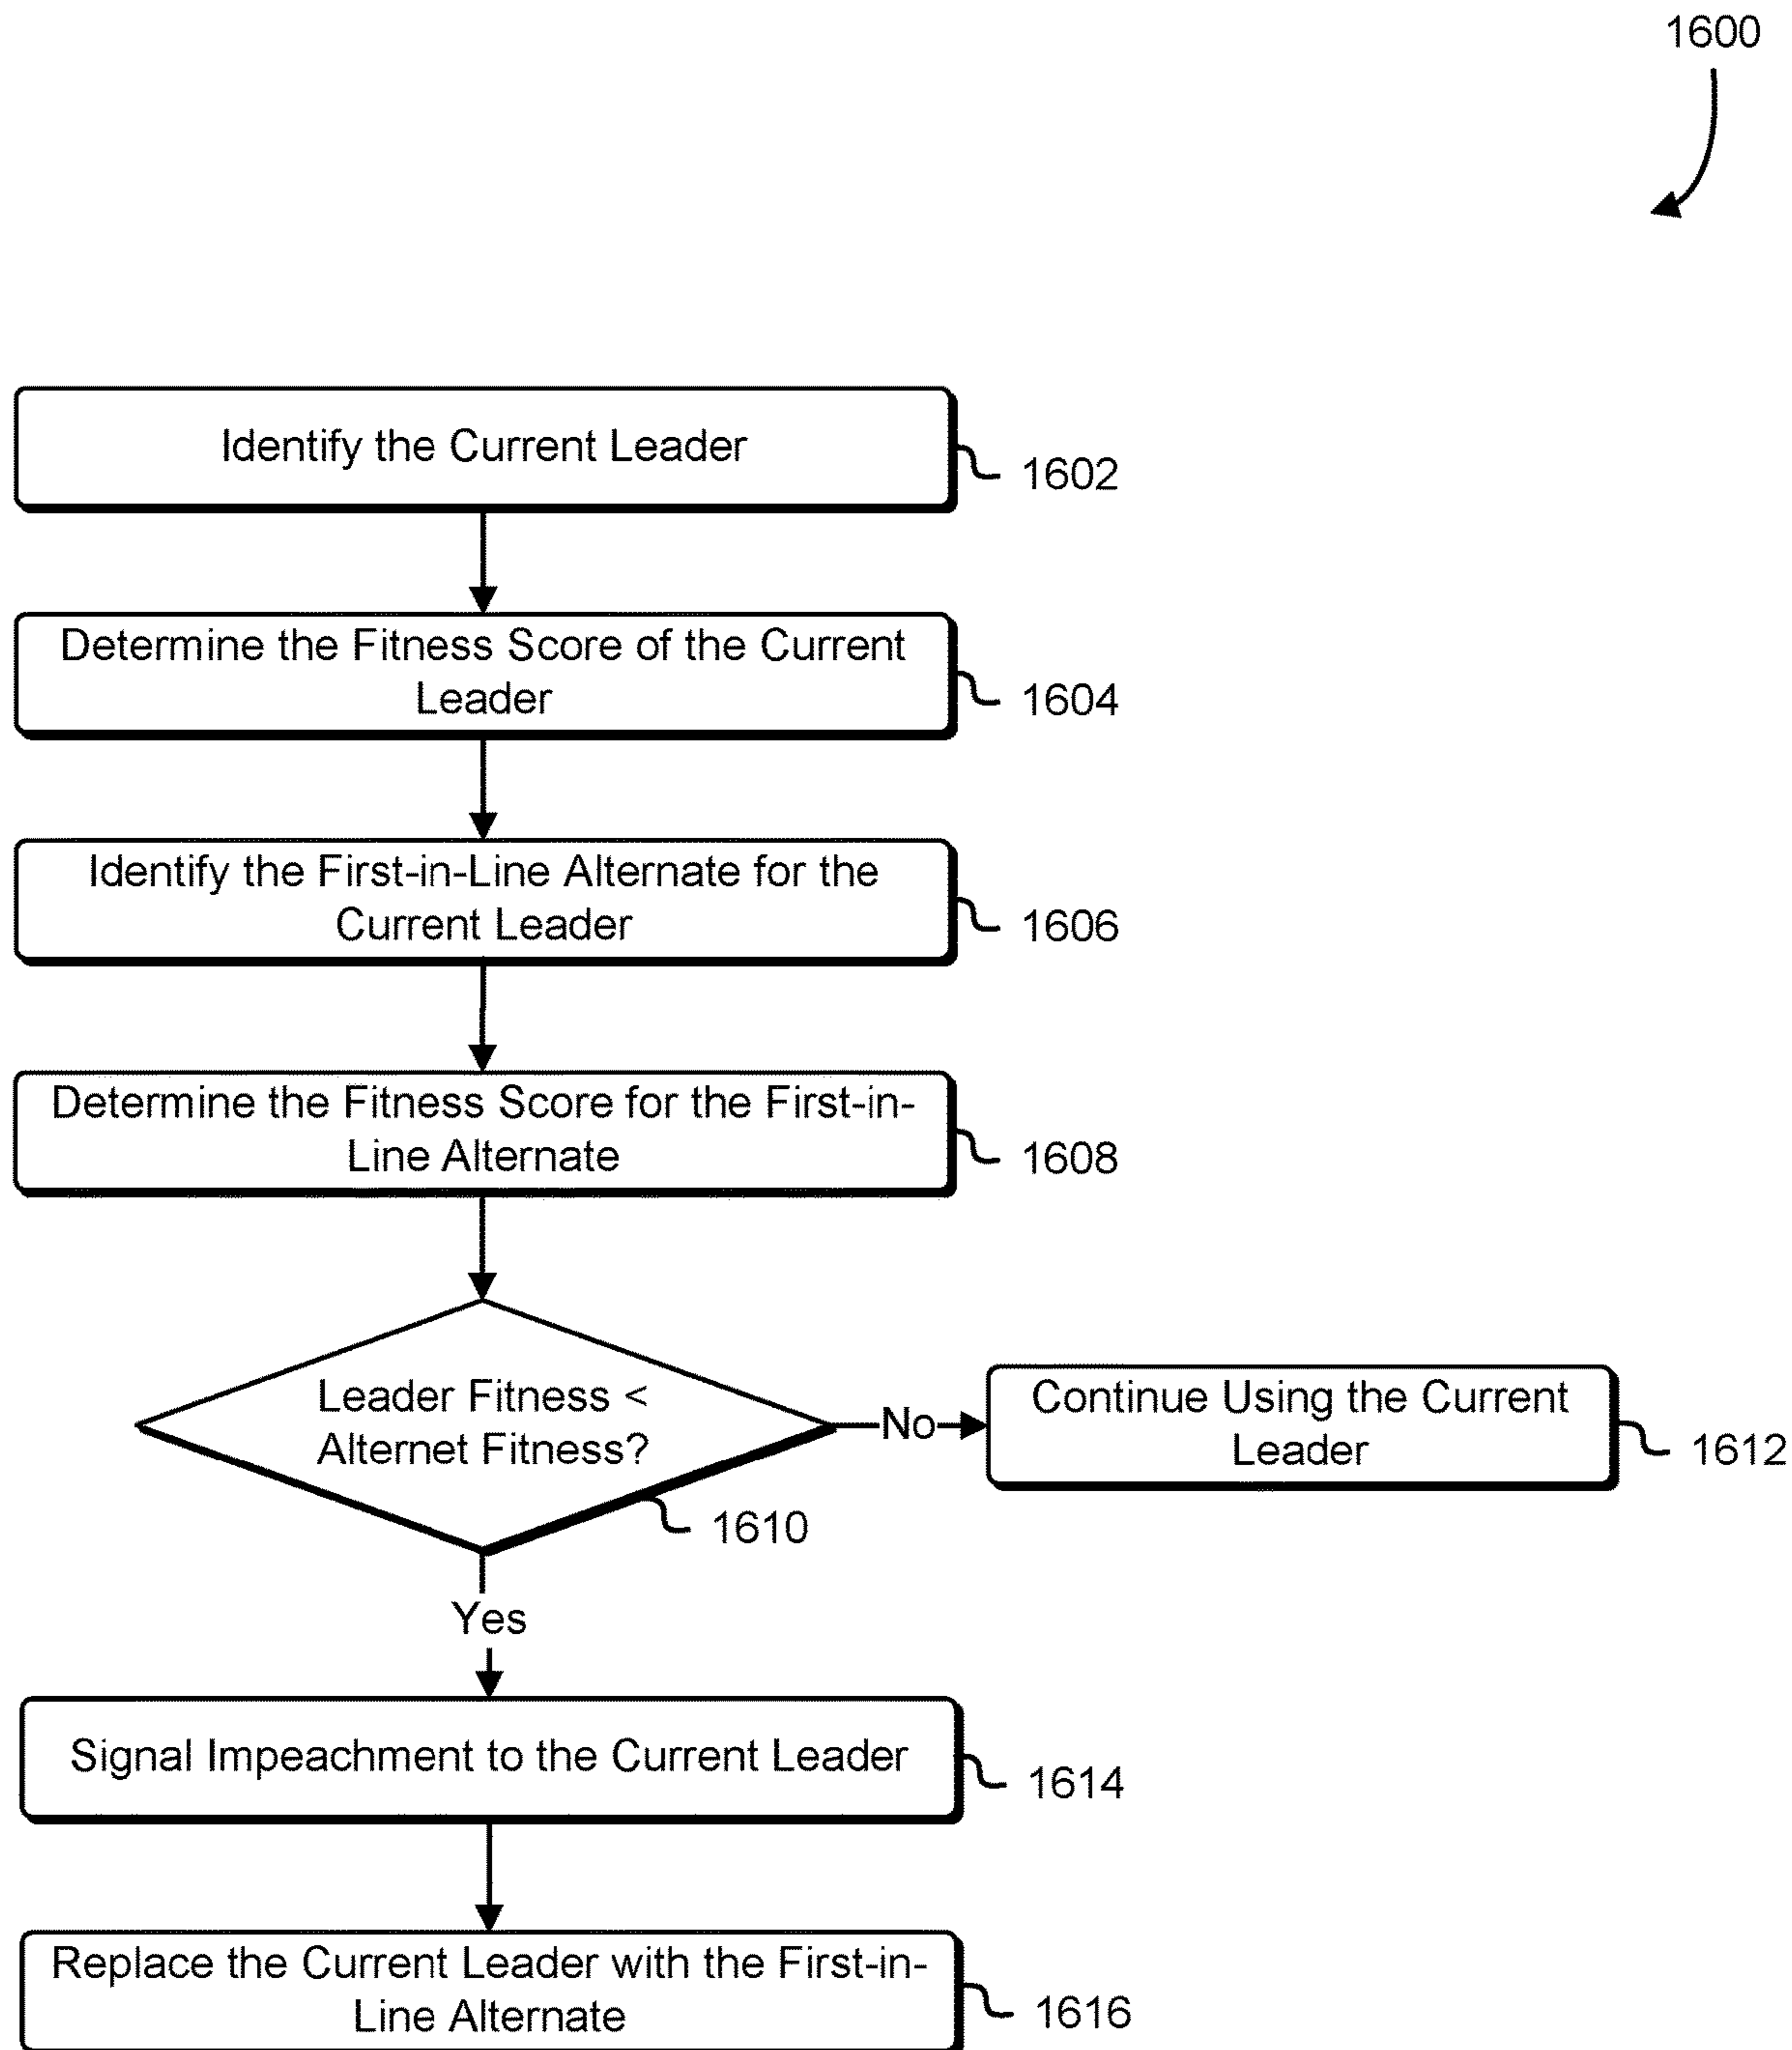 1600
Identify the Current Leader
1602
Determine the Fitness Score of the Current
Leader
1604
Identify the First-in-Line Alternate for the
Current Leader
1606
Determine the Fitness Score for the First-in-
Line Alternate
1608
Leader Fitness <
Alternet Fitness?
1610
No
Continue Using the Current
Leader
1612
Yes
Signal Impeachment to the Current Leader
1614
Replace the Current Leader with the First-in-
Line Alternate
1616